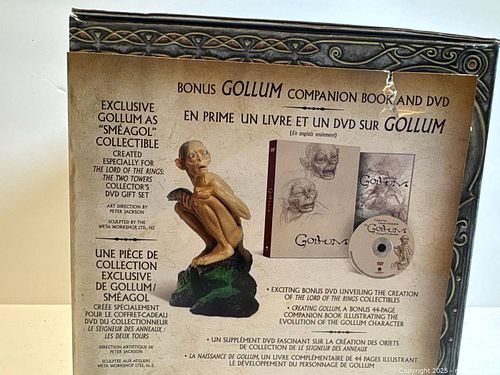 BONUS GOLLUM COMPANION BOOK AND DVD
EN PRIME UN LIVRE ET UN DVD SUR GOLLUM
(En anglais seulement)
EXCLUSIVE
GOLLUM AS
"SMÉAGOL"
COLLECTIBLE
CREATED
ESPECIALLY FOR
THE LORD OF THE RINGS:
THE TWO TOWERS
COLLECTOR'S
DVD GIFT SET
ART DIRECTION BY
PETER JACKSON
SCULPTED BY THE
WETA WORKSHOP, LTD., NZ
UNE PIÈCE DE
COLLECTION
EXCLUSIVE
DE GOLLUM/
SMÉAGOL
CRÉÉE SPÉCIALEMENT
POUR LE COFFRET-CADEAU
DVD DU COLLECTIONNEUR
LE SEIGNEUR DES ANNEAUX:
LES DEUX TOURS
DIRECTION ARTISTIQUE DE
PETER JACKSON
SCULPTÉE AUX ATELIERS
WETA WORKSHOP LTÉE, N.-Z.
GOLLUM
GOLLUM
GOLLUM
DVD
• EXCITING BONUS DVD UNVEILING THE CREATION
OF THE LORD OF THE RINGS COLLECTIBLES
• CREATING GOLLUM, A BONUS 44-PAGE
COMPANION BOOK ILLUSTRATING THE
EVOLUTION OF THE GOLLUM CHARACTER
• UN SUPPLÉMENT DVD FASCINANT SUR LA CRÉATION DES OBJETS
DE COLLECTION DE LE SEIGNEUR DES ANNEAUX
• LA NAISSANCE DE GOLLUM, UN LIVRE COMPLÉMENTAIRE DE 44 PAGES ILLUSTRANT
LE DÉVELOPPEMENT DU PERSONNAGE DE GOLLUM